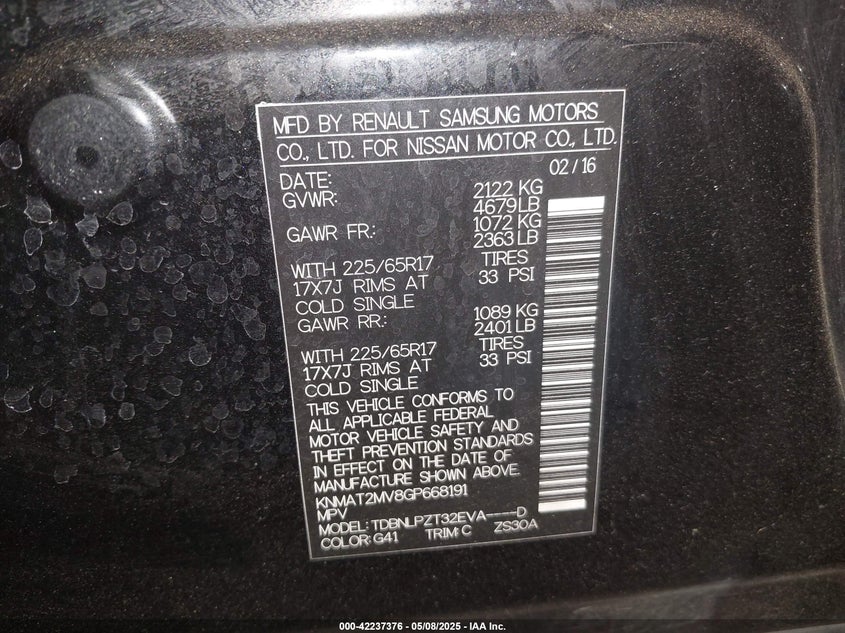 MFD BY RENAULT SAMSUNG MOTORS
CO., LTD. FOR NISSAN MOTOR CO., LTD.
DATE: 02/16
GVWR: 2122 KG
4679 LB
GAWR FR.: 1072 KG
2363 LB
WITH 225/65R17 TIRES
17X7J RIMS AT 33 PSI
COLD SINGLE
GAWR RR.: 1089 KG
2401 LB
WITH 225/65R17 TIRES
17X7J RIMS AT 33 PSI
COLD SINGLE
THIS VEHICLE CONFORMS TO
ALL APPLICABLE FEDERAL
MOTOR VEHICLE SAFETY AND
THEFT PREVENTION STANDARDS
IN EFFECT ON THE DATE OF
MANUFACTURE SHOWN ABOVE.
KNMAT2MV8GP668191
MPV
MODEL: TDBNLPZT32EVA----D
COLOR: G41 TRIM: C ZS30A
000-42237376 - 05/08/2025 - IAA Inc.